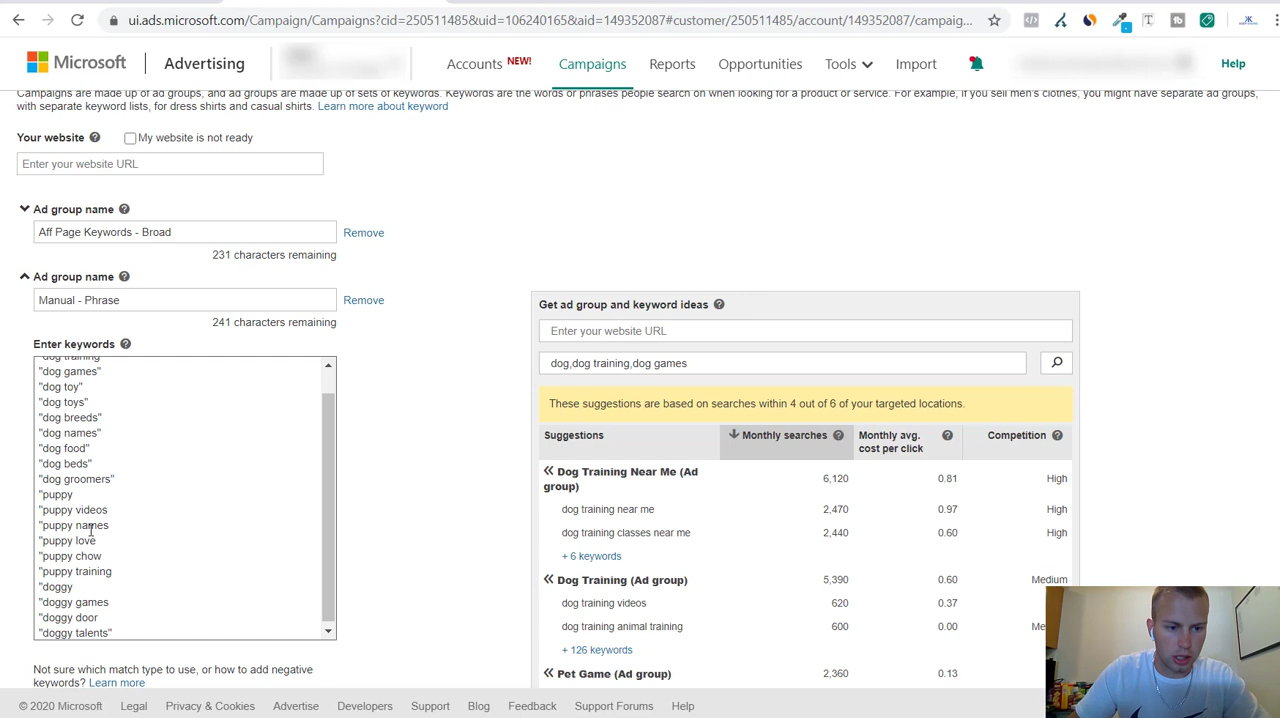 ui.ads.microsoft.com/Campaign/Campaigns?cid=250511485&uid=106240165&aid=149352087#customer/250511485/account/149352087/campaig...
Microsoft Advertising Accounts NEW! Campaigns Reports Opportunities Tools Import Help
Campaigns are made up of ad groups, and ad groups are made up of sets of keywords. Keywords are the words or phrases people search on when looking for a product or service. For example, if you sell men's clothes, you might have separate ad groups,
with separate keyword lists, for dress shirts and casual shirts. Learn more about keyword
Your website ? My website is not ready
Enter your website URL
Ad group name ?
Aff Page Keywords - Broad Remove
231 characters remaining
Ad group name ?
Manual - Phrase Remove
241 characters remaining
Enter keywords ?
"dog training"
"dog games"
"dog toy"
"dog toys"
"dog breeds"
"dog names"
"dog food"
"dog beds"
"dog groomers"
"puppy
"puppy videos
"puppy names
"puppy love
"puppy chow
"puppy training
"doggy
"doggy games
"doggy door
"doggy talents"
Not sure which match type to use, or how to add negative
keywords? Learn more
Get ad group and keyword ideas ?
Enter your website URL
dog,dog training,dog games
These suggestions are based on searches within 4 out of 6 of your targeted locations.
Suggestions Monthly searches ? Monthly avg. cost per click ? Competition ?
Dog Training Near Me (Ad group) 6,120 0.81 High
dog training near me 2,470 0.97 High
dog training classes near me 2,440 0.60 High
+ 6 keywords
Dog Training (Ad group) 5,390 0.60 Medium
dog training videos 620 0.37
dog training animal training 600 0.00 Me
+ 126 keywords
Pet Game (Ad group) 2,360 0.13
© 2020 Microsoft Legal Privacy & Cookies Advertise Developers Support Blog Feedback Support Forums Help